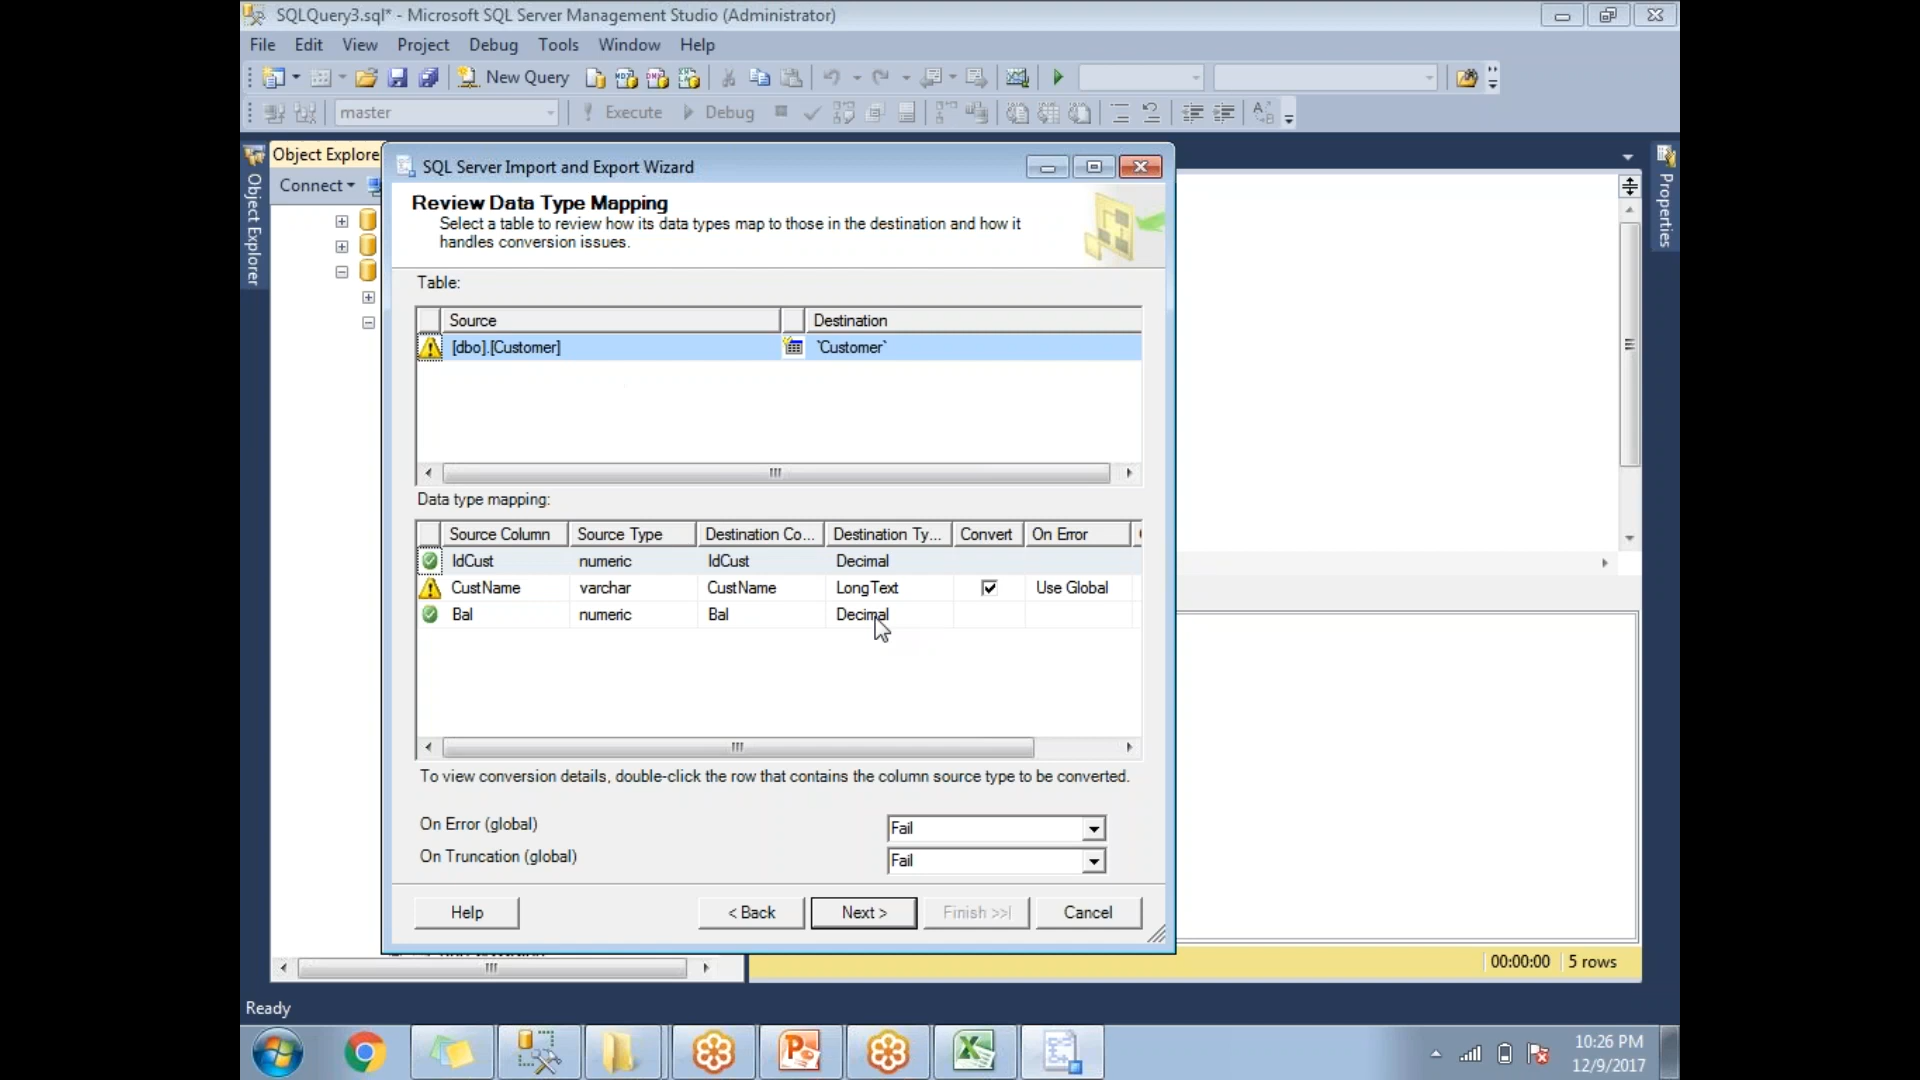 SQLQuery3.sql* - Microsoft SQL Server Management Studio (Administrator)
File Edit View Project Debug Tools Window Help
New Query
master Execute Debug
Object Explorer
Properties
Object Explore
Connect
SQL Server Import and Export Wizard
Review Data Type Mapping
Select a table to review how its data types map to those in the destination and how it
handles conversion issues.
Table:
Source Destination
[dbo].[Customer] `Customer`
Data type mapping:
Source Column Source Type Destination Co... Destination Ty... Convert On Error
IdCust numeric IdCust Decimal
CustName varchar CustName LongText Use Global
Bal numeric Bal Decimal
To view conversion details, double-click the row that contains the column source type to be converted.
On Error (global) Fail
On Truncation (global) Fail
Help < Back Next > Finish >>| Cancel
00:00:00 5 rows
Ready
10:26 PM
12/9/2017